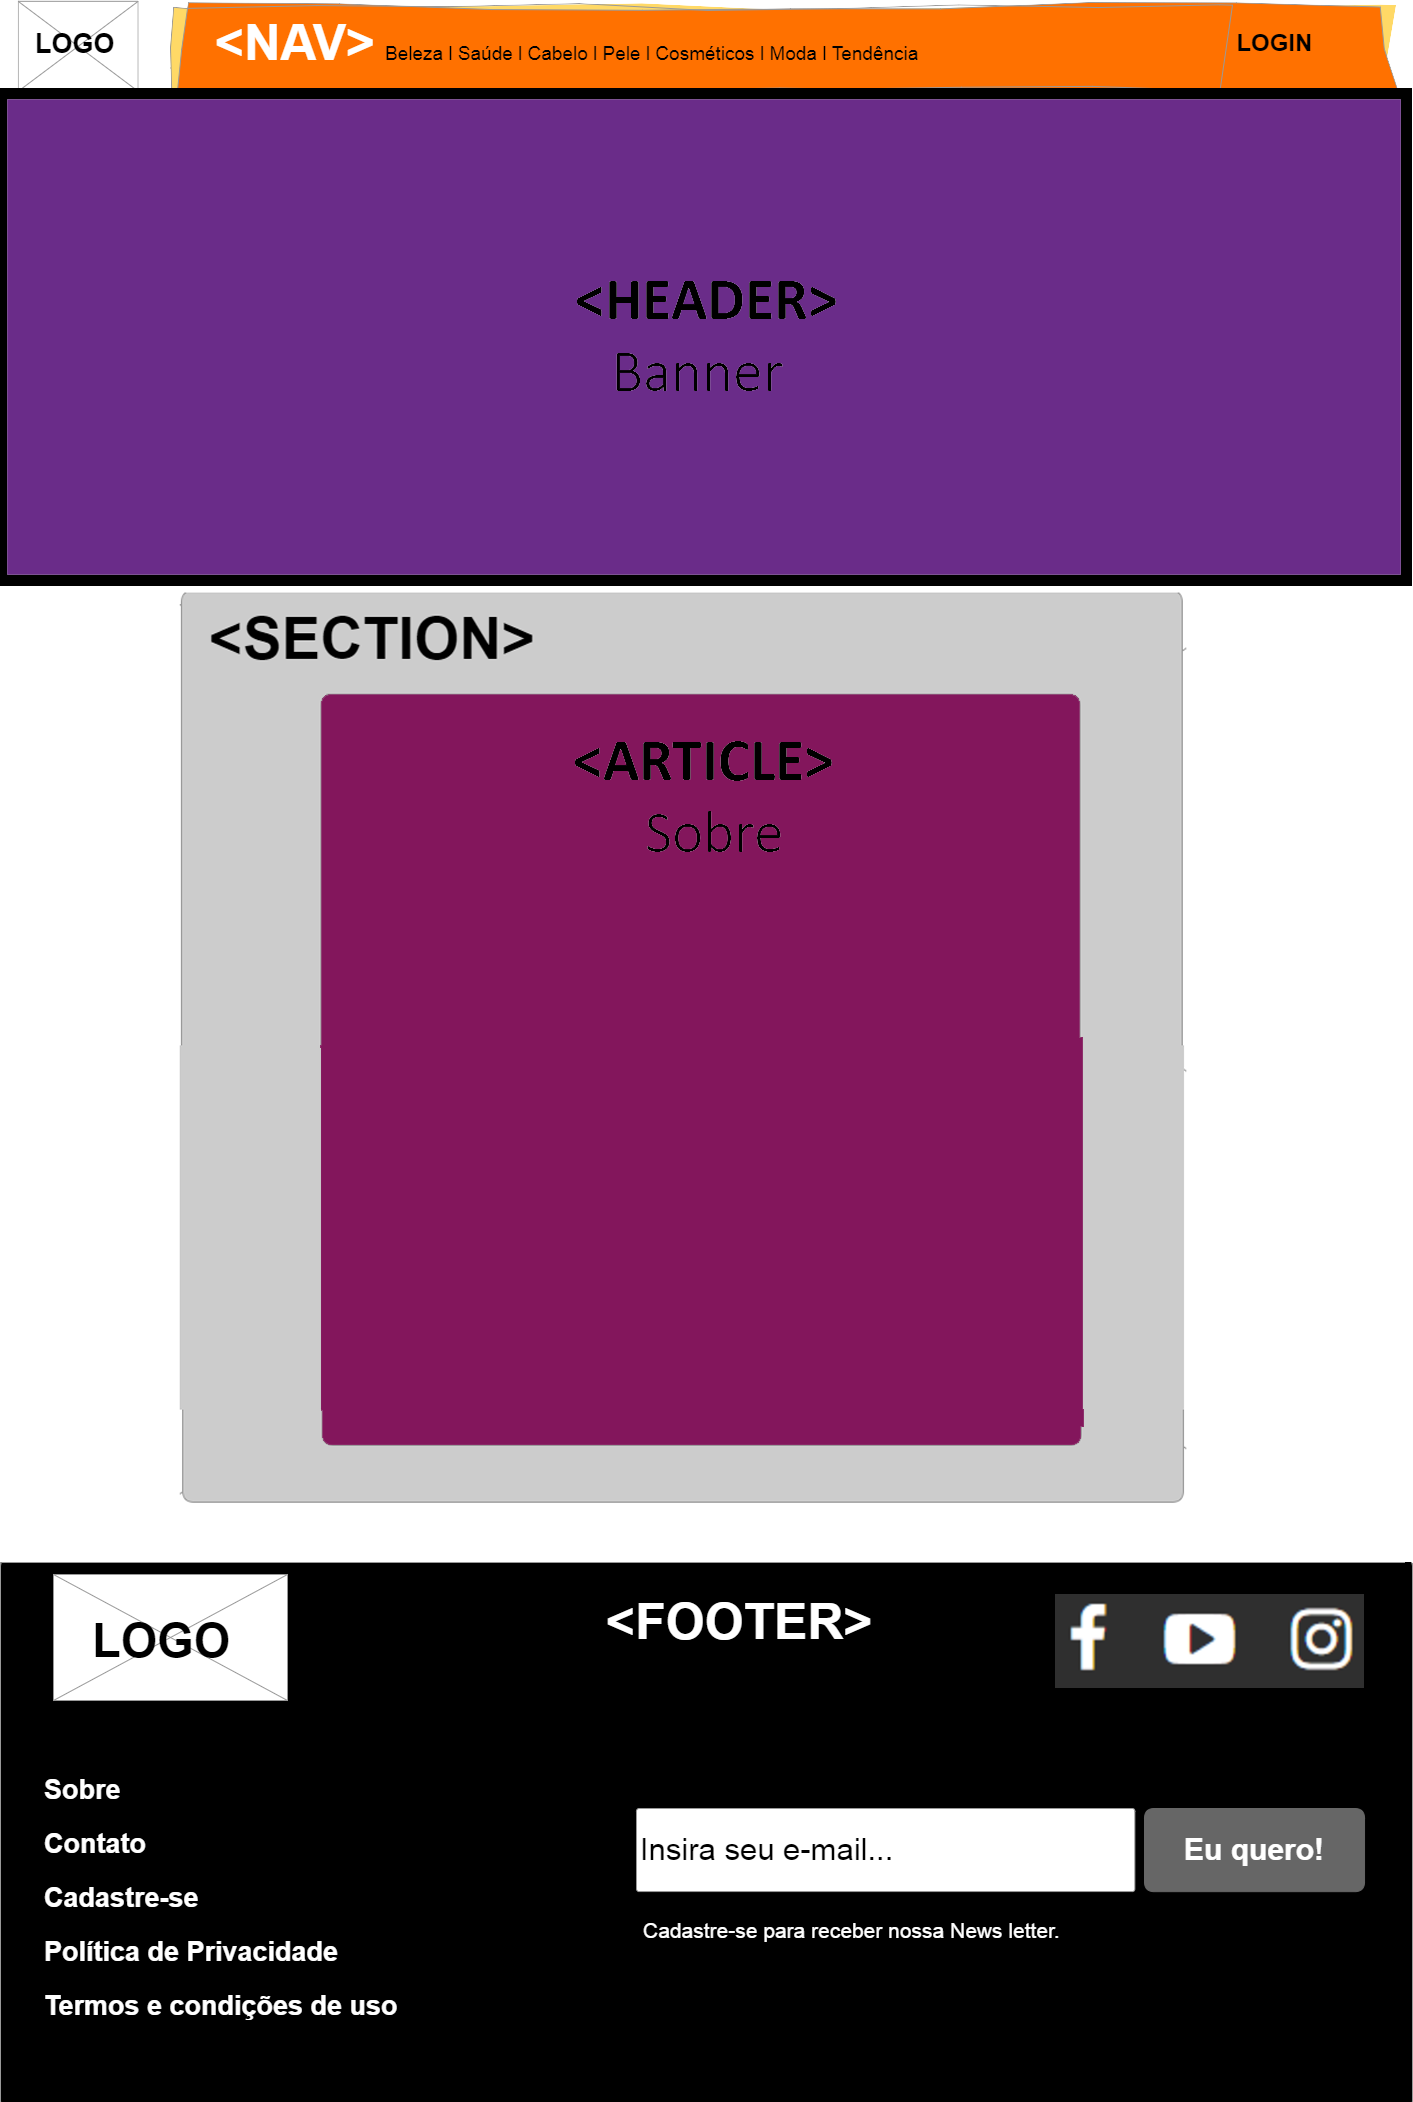 LOGO
<NAV> Beleza I Saúde I Cabelo I Pele I Cosméticos I Moda I Tendência
LOGIN
<HEADER>
Banner
<SECTION>
<ARTICLE>
Sobre
LOGO
<FOOTER>
Sobre
Contato
Cadastre-se
Política de Privacidade
Termos e condições de uso
Insira seu e-mail...
Eu quero!
Cadastre-se para receber nossa News letter.